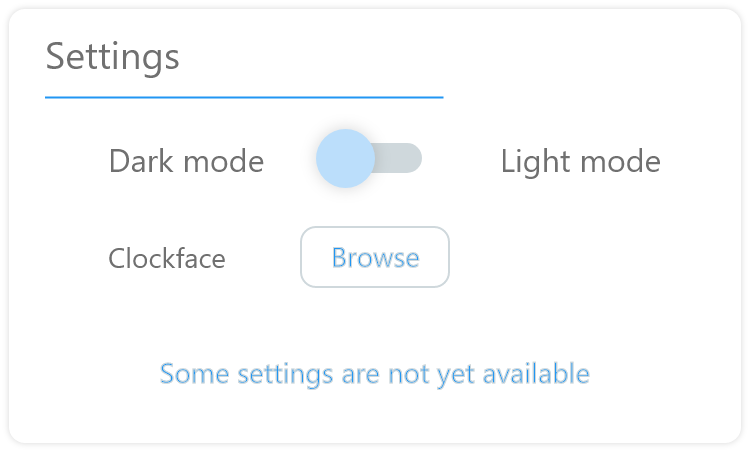 Settings
Dark mode Light mode
Clockface Browse
Some settings are not yet available